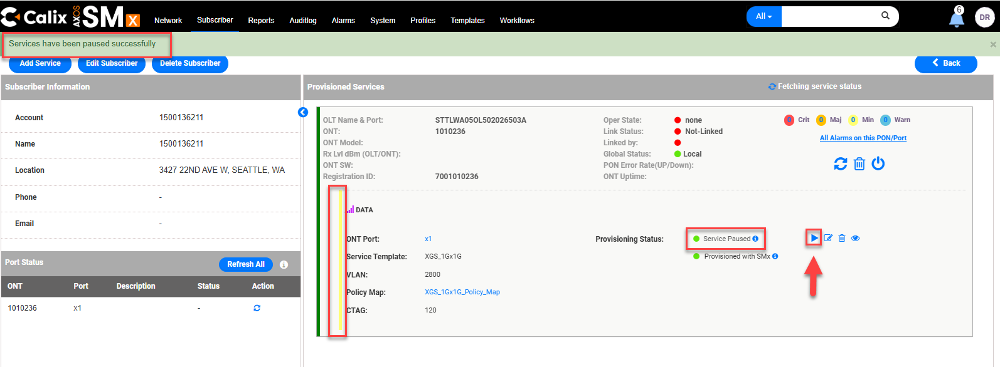 Calix AXOS SMx
Network Subscriber Reports Auditlog Alarms System Profiles Templates Workflows
All
6
DR
Services have been paused successfully
×
Add Service Edit Subscriber Delete Subscriber
Back
Subscriber Information
Account 1500136211
Name 1500136211
Location 3427 22ND AVE W, SEATTLE, WA
Phone -
Email -
Port Status Refresh All i
ONT Port Description Status Action
1010236 x1 -
Provisioned Services Fetching service status
OLT Name & Port: STTLWA05OL502026503A Oper State: none
ONT: 1010236 Link Status: Not-Linked
ONT Model: Linked by:
Rx Lvl dBm (OLT/ONT): Global Status: Local
ONT SW: PON Error Rate(UP/Down):
Registration ID: 7001010236 ONT Uptime:
0 Crit 0 Maj 0 Min 0 Warn
All Alarms on this PON/Port
DATA
ONT Port: x1 Provisioning Status: Service Paused i
Service Template: XGS_1Gx1G Provisioned with SMx i
VLAN: 2800
Policy Map: XGS_1Gx1G_Policy_Map
CTAG: 120